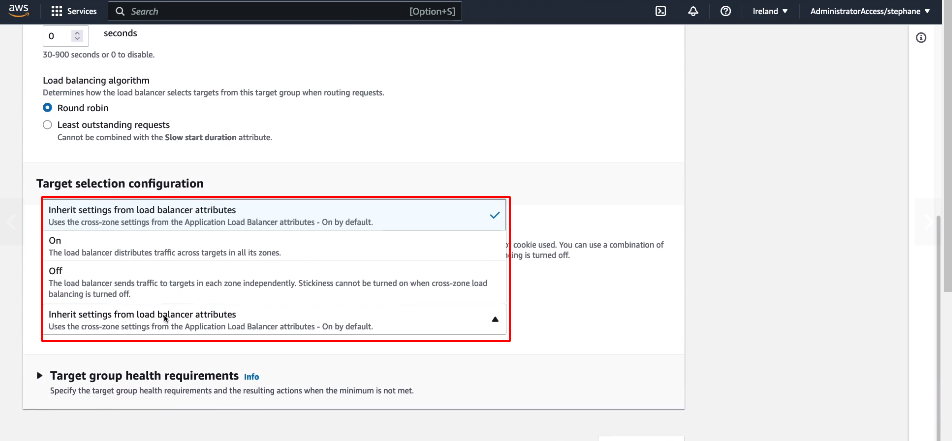 aws
Services
Search
[Option+S]
Ireland ▼
AdministratorAccess/stephane ▼
0
seconds
30-900 seconds or 0 to disable.
Load balancing algorithm
Determines how the load balancer selects targets from this target group when routing requests.
Round robin
Least outstanding requests
Cannot be combined with the Slow start duration attribute.
Target selection configuration
Inherit settings from load balancer attributes
Uses the cross-zone settings from the Application Load Balancer attributes - On by default.
On
The load balancer distributes traffic across targets in all its zones.
cookie used. You can use a combination of
is turned off.
Off
The load balancer sends traffic to targets in each zone independently. Stickiness cannot be turned on when cross-zone load
balancing is turned off.
Inherit settings from load balancer attributes
Uses the cross-zone settings from the Application Load Balancer attributes - On by default.
Target group health requirements Info
Specify the target group health requirements and the resulting actions when the minimum is not met.